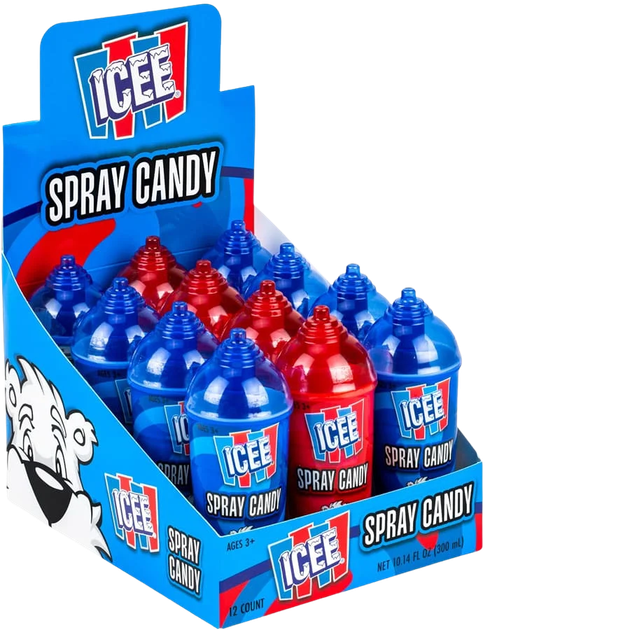 ICEE®
SPRAY CANDY
ICEE
SPRAY CANDY
ICEE
SPRAY CANDY
ICEE
SPRAY CANDY
ICEE
SPRAY
CANDY
AGES 3+
12 COUNT
ICEE
SPRAY CANDY
NET 10.14 FL OZ (300 mL)